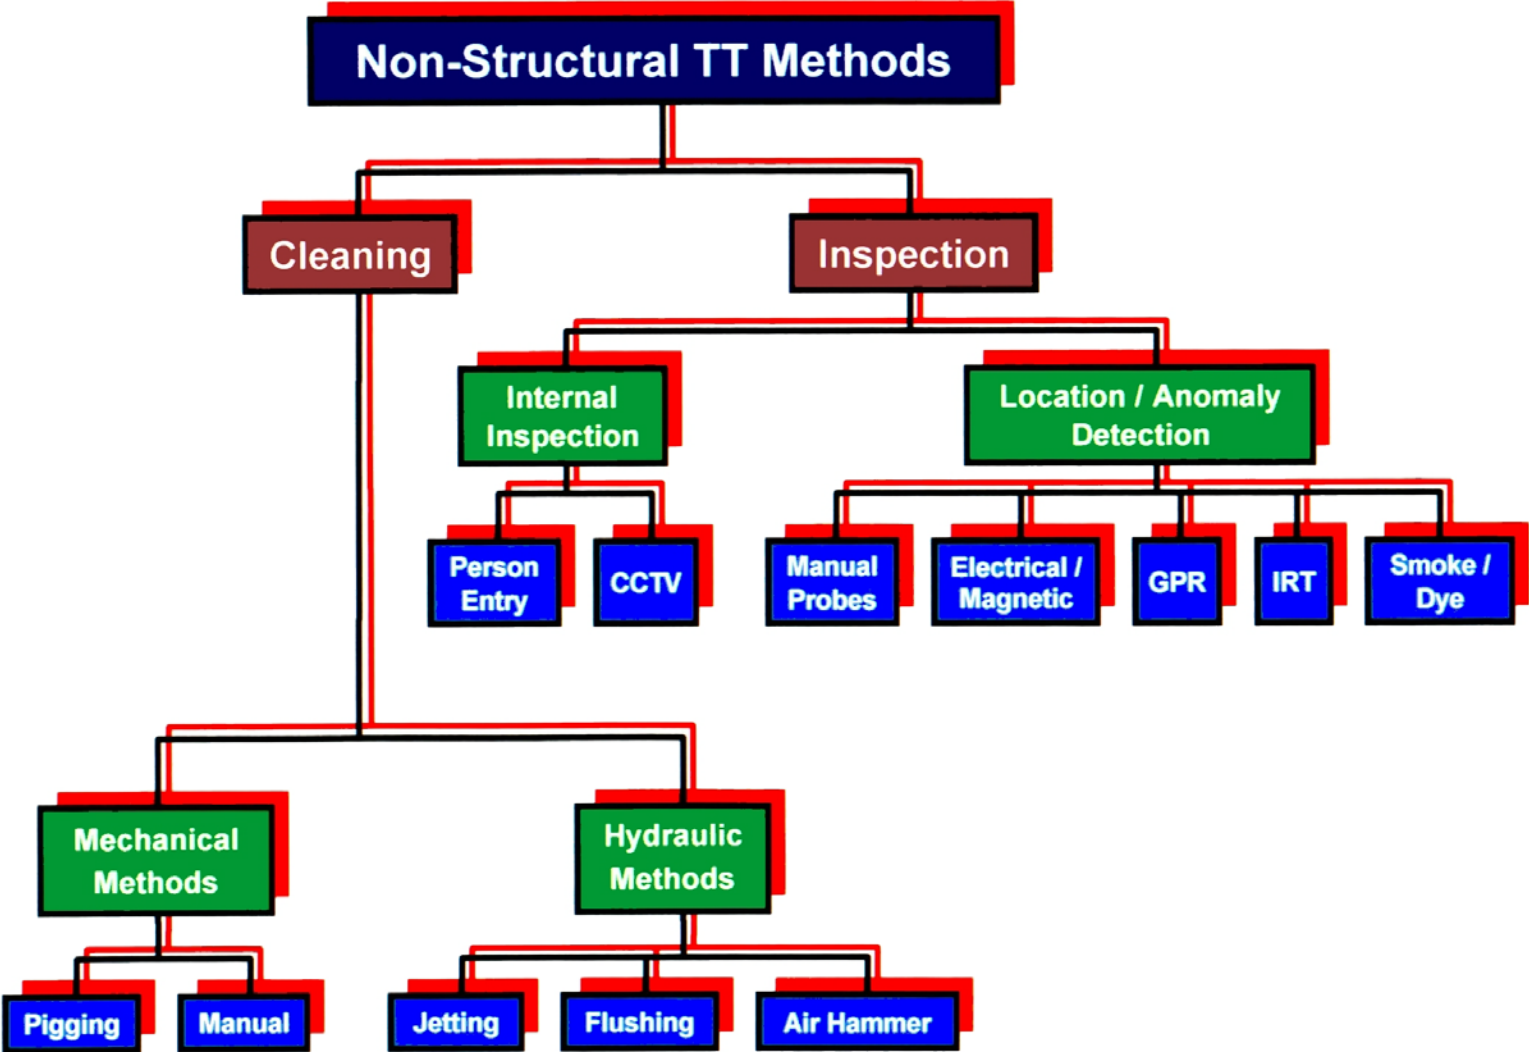 Non-Structural TT Methods
Cleaning
Inspection
Internal
Inspection
Location / Anomaly
Detection
Person
Entry
CCTV
Manual
Probes
Electrical /
Magnetic
GPR
IRT
Smoke /
Dye
Mechanical
Methods
Hydraulic
Methods
Pigging
Manual
Jetting
Flushing
Air Hammer